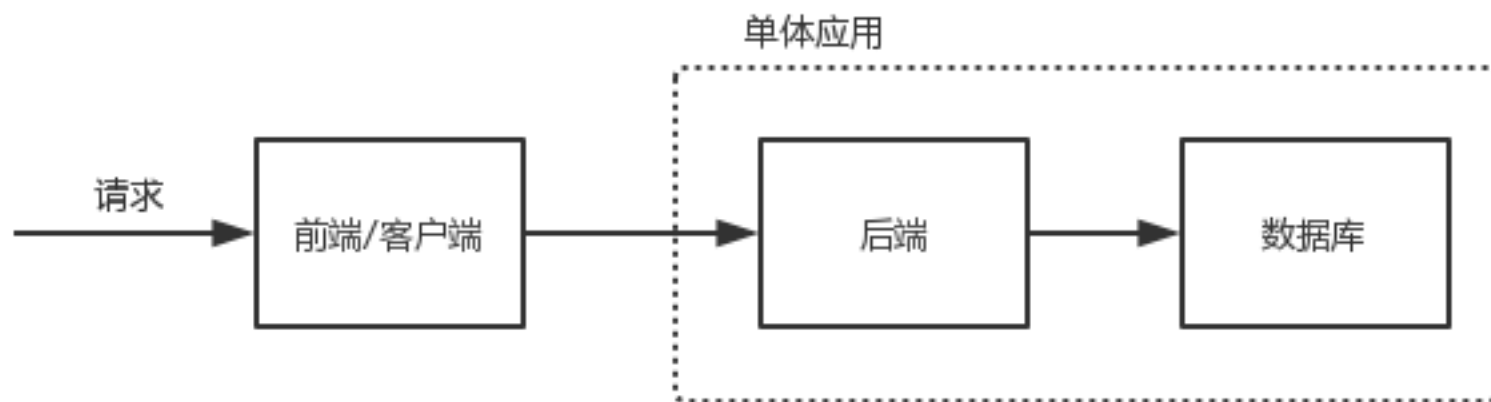 单体应用
请求
前端/客户端
后端
数据库